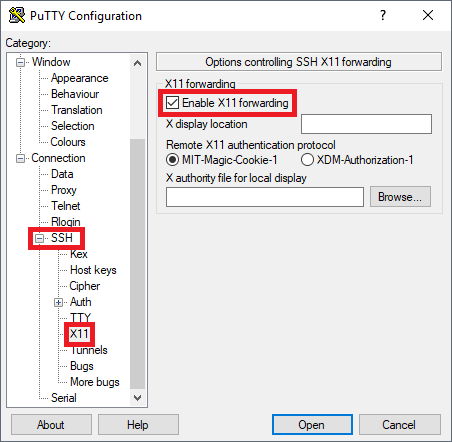 PuTTY Configuration
Category:
Window
Appearance
Behaviour
Translation
Selection
Colours
Connection
Data
Proxy
Telnet
Rlogin
SSH
Kex
Host keys
Cipher
Auth
TTY
X11
Tunnels
Bugs
More bugs
Serial
Options controlling SSH X11 forwarding
X11 forwarding
Enable X11 forwarding
X display location
Remote X11 authentication protocol
MIT-Magic-Cookie-1 XDM-Authorization-1
X authority file for local display
Browse...
About Help Open Cancel